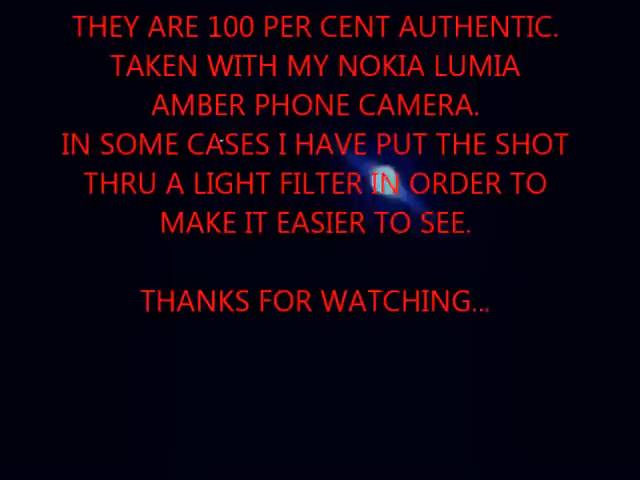 THEY ARE 100 PER CENT AUTHENTIC.
TAKEN WITH MY NOKIA LUMIA
AMBER PHONE CAMERA.
IN SOME CASES I HAVE PUT THE SHOT
THRU A LIGHT FILTER IN ORDER TO
MAKE IT EASIER TO SEE.
THANKS FOR WATCHING...